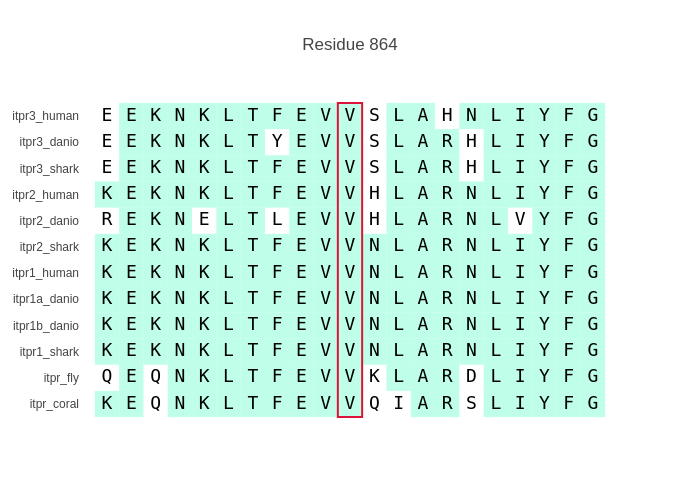 Residue 864
itpr3_human E E K N K L T F E V V S L A H N L I Y F G
itpr3_danio E E K N K L T Y E V V S L A R H L I Y F G
itpr3_shark E E K N K L T F E V V S L A R H L I Y F G
itpr2_human K E K N K L T F E V V H L A R N L I Y F G
itpr2_danio R E K N E L T L E V V H L A R N L V Y F G
itpr2_shark K E K N K L T F E V V N L A R N L I Y F G
itpr1_human K E K N K L T F E V V N L A R N L I Y F G
itpr1a_danio K E K N K L T F E V V N L A R N L I Y F G
itpr1b_danio K E K N K L T F E V V N L A R N L I Y F G
itpr1_shark K E K N K L T F E V V N L A R N L I Y F G
itpr_fly Q E Q N K L T F E V V K L A R D L I Y F G
itpr_coral K E Q N K L T F E V V Q I A R S L I Y F G